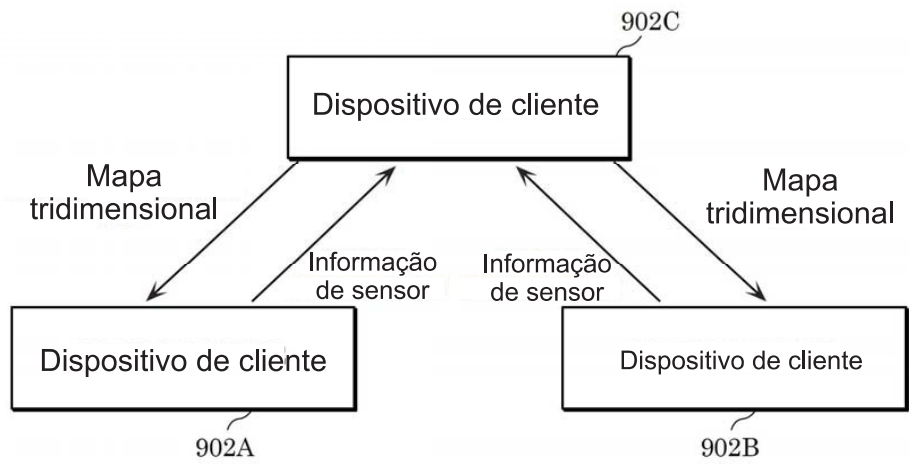 902C
Dispositivo de cliente
Mapa
tridimensional
Mapa
tridimensional
Informação
de sensor
Informação
de sensor
Dispositivo de cliente
Dispositivo de cliente
902A
902B